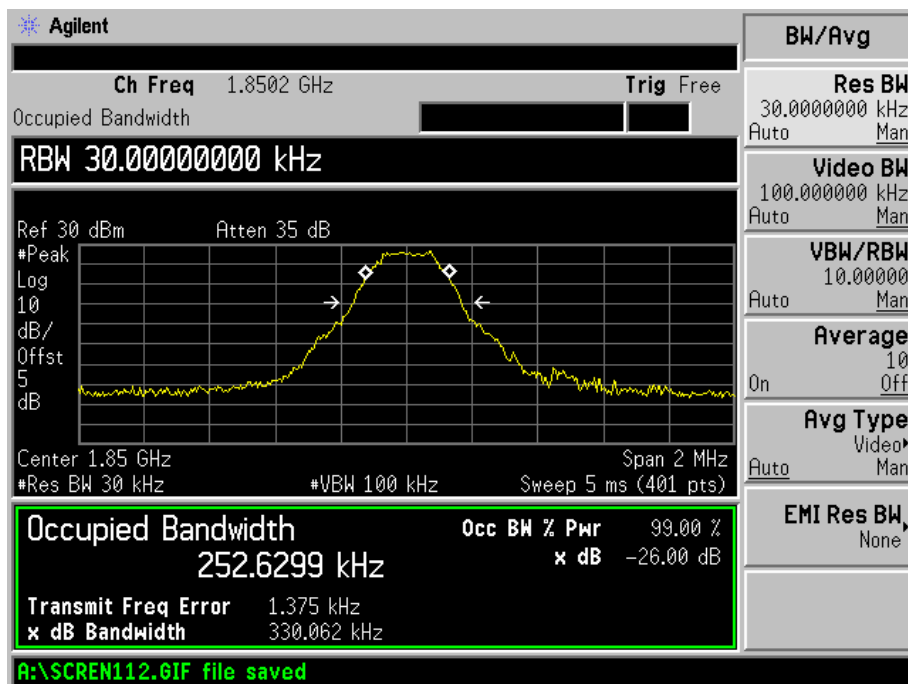 Agilent
BW/Avg
Ch Freq 1.8502 GHz Trig Free
Occupied Bandwidth
RBW 30.00000000 kHz
Ref 30 dBm Atten 35 dB
#Peak
Log
10
dB/
Offst
5
dB
Center 1.85 GHz Span 2 MHz
#Res BW 30 kHz #VBW 100 kHz Sweep 5 ms (401 pts)
Occupied Bandwidth
252.6299 kHz
Occ BW % Pwr 99.00 %
x dB -26.00 dB
Transmit Freq Error 1.375 kHz
x dB Bandwidth 330.062 kHz
A:\SCREN112.GIF file saved
Res BW
30.0000000 kHz
Auto Man
Video BW
100.000000 kHz
Auto Man
VBW/RBW
10.00000
Auto Man
Average
10
On Off
Avg Type
Video
Auto Man
EMI Res BW
None